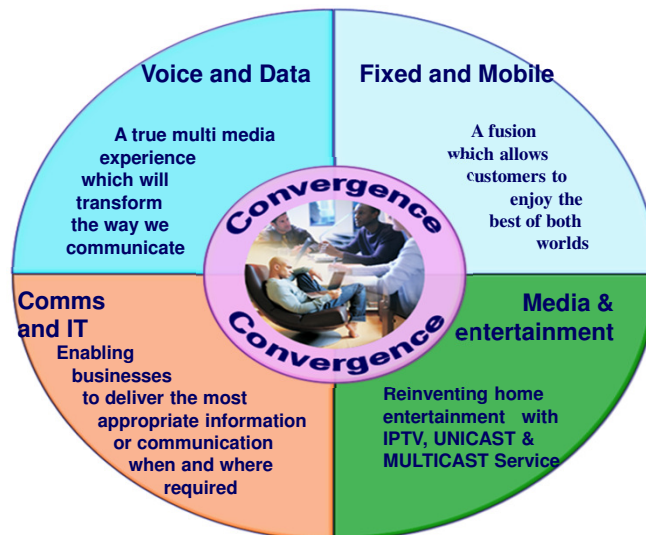 Voice and Data
A true multi media
experience
which will
transform
the way we
communicate
Fixed and Mobile
A fusion
which allows
customers to
enjoy the
best of both
worlds
Convergence
Convergence
Comms
and IT
Enabling
businesses
to deliver the most
appropriate information
or communication
when and where
required
Media &
entertainment
Reinventing home
entertainment with
IPTV, UNICAST &
MULTICAST Service